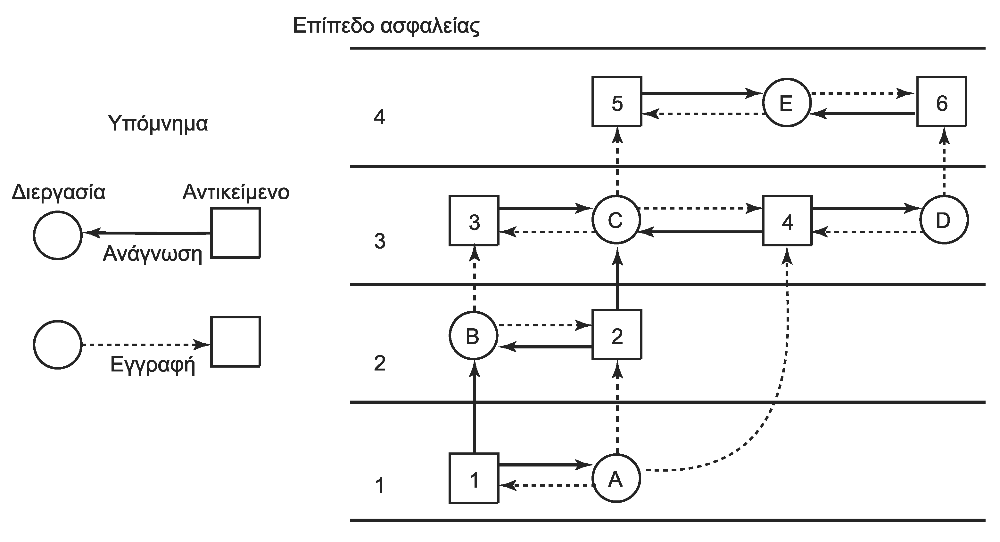 Επίπεδο ασφαλείας
Υπόμνημα
Διεργασία
Αντικείμενο
Ανάγνωση
Εγγραφή
4
5
E
6
3
3
C
4
D
2
B
2
1
1
A